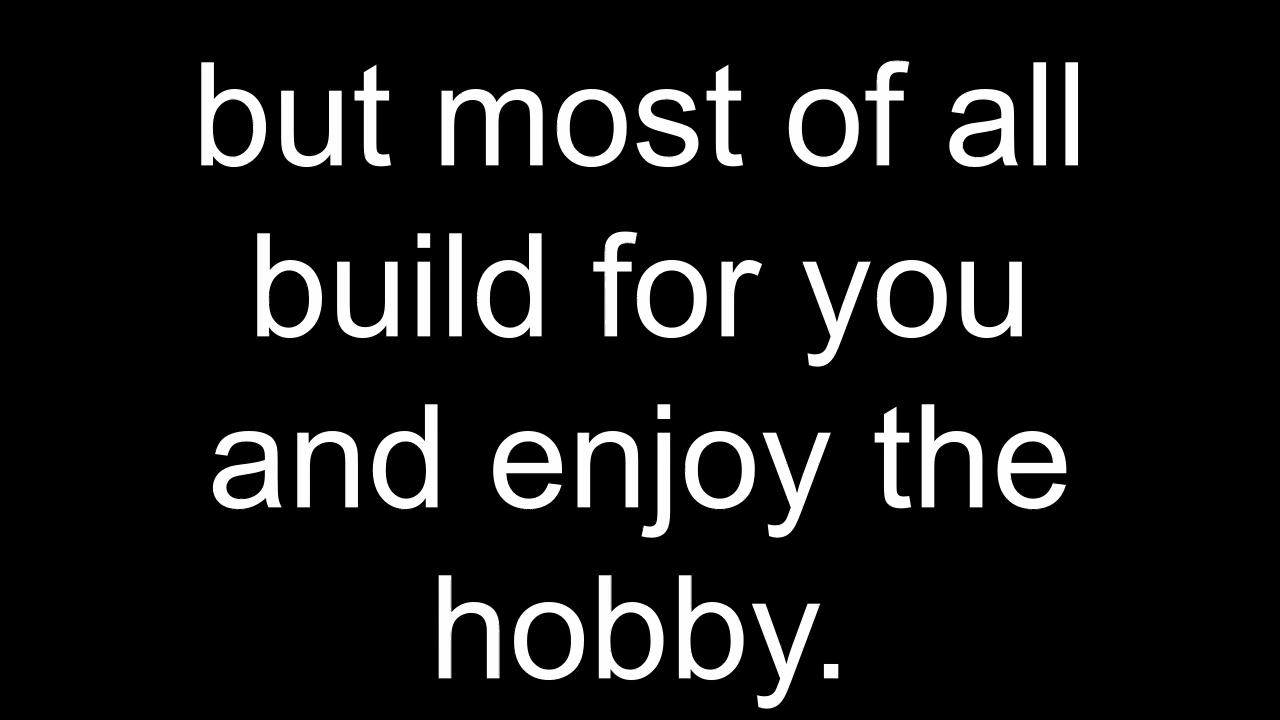 but most of all
build for you
and enjoy the
hobby.